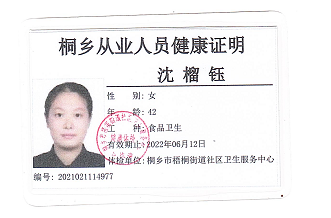 桐乡从业人员健康证明
沈榴钰
性 别: 女
年 龄: 42
工 种: 食品卫生
有效期止: 2022年06月12日
体检单位: 桐乡市梧桐街道社区卫生服务中心
编号: 2021021114977